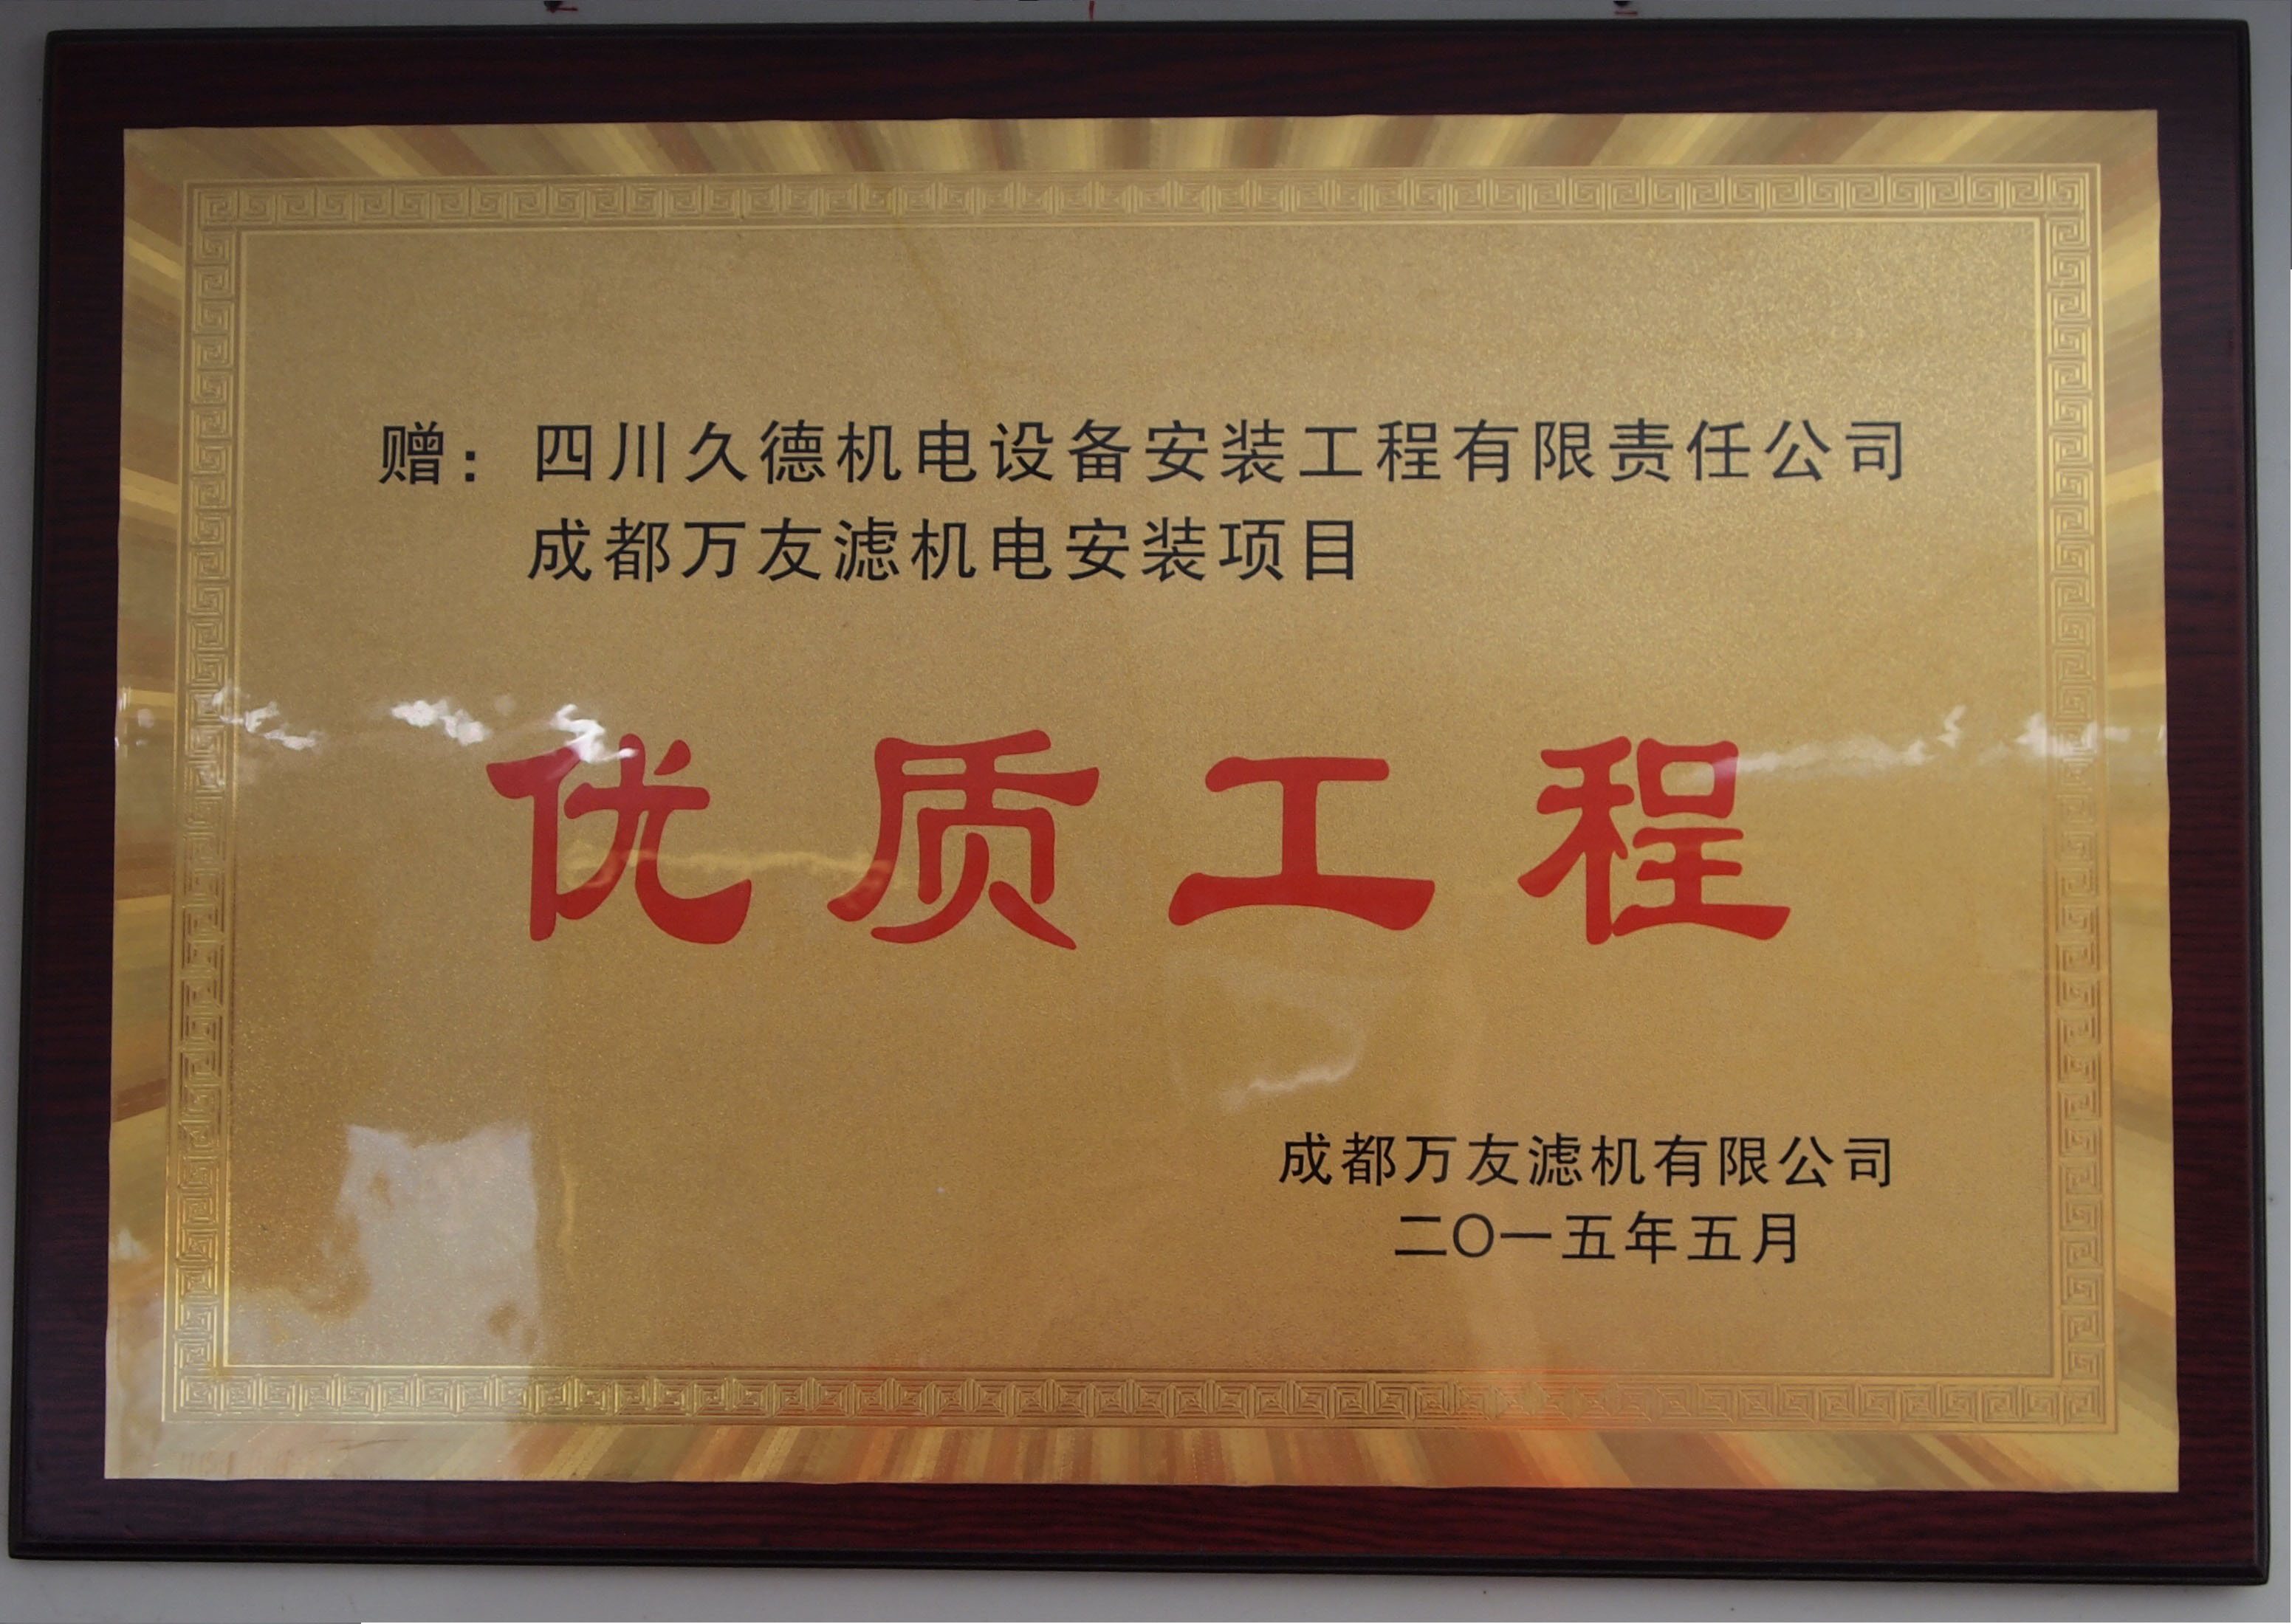 赠：四川久德机电设备安装工程有限责任公司
成都万友滤机电安装项目
优质工程
成都万友滤机有限公司
二〇一五年五月